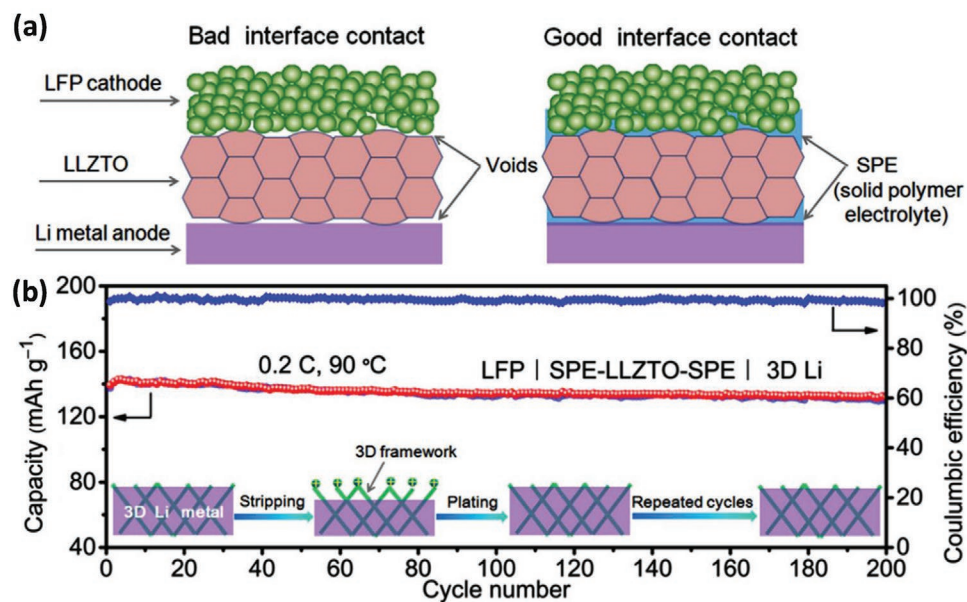 (a)
Bad interface contact
Good interface contact
LFP cathode
LLZTO
Li metal anode
Voids
SPE
(solid polymer
electrolyte)
(b)
Capacity (mAh g⁻¹)
200
160
120
80
40
0.2 C, 90 °C
LFP | SPE-LLZTO-SPE | 3D Li
3D framework
3D Li metal
Stripping
Plating
Repeated cycles
100
80
60
40
20
0
Coulumbic efficiency (%)
0 20 40 60 80 100 120 140 160 180 200
Cycle number